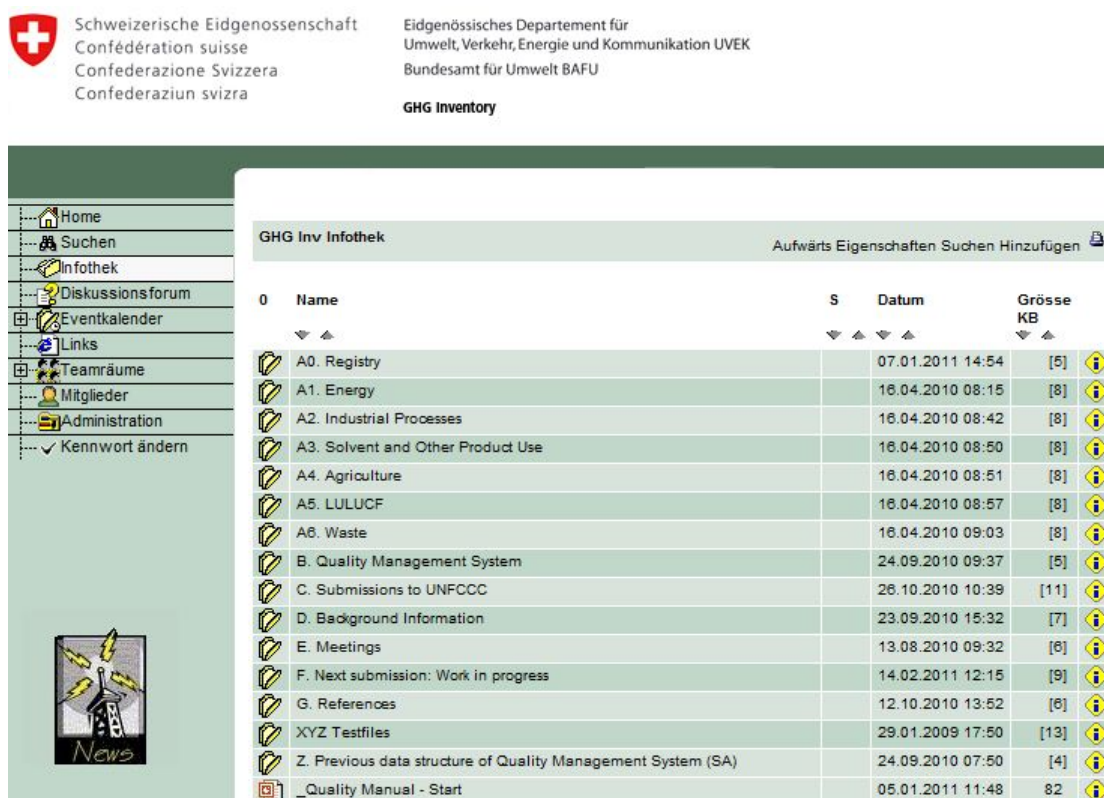 Schweizerische Eidgenossenschaft
Confédération suisse
Confederazione Svizzera
Confederaziun svizra
Eidgenössisches Departement für
Umwelt, Verkehr, Energie und Kommunikation UVEK
Bundesamt für Umwelt BAFU
GHG Inventory
Home
Suchen
Infothek
Diskussionsforum
Eventkalender
Links
Teamräume
Mitglieder
Administration
Kennwort ändern
News
GHG Inv Infothek
Aufwärts Eigenschaften Suchen Hinzufügen
0 Name S Datum Grösse KB
A0. Registry 07.01.2011 14:54 [5]
A1. Energy 16.04.2010 08:15 [8]
A2. Industrial Processes 16.04.2010 08:42 [8]
A3. Solvent and Other Product Use 16.04.2010 08:50 [8]
A4. Agriculture 16.04.2010 08:51 [8]
A5. LULUCF 16.04.2010 08:57 [8]
A6. Waste 16.04.2010 09:03 [8]
B. Quality Management System 24.09.2010 09:37 [5]
C. Submissions to UNFCCC 26.10.2010 10:39 [11]
D. Background Information 23.09.2010 15:32 [7]
E. Meetings 13.08.2010 09:32 [6]
F. Next submission: Work in progress 14.02.2011 12:15 [9]
G. References 12.10.2010 13:52 [6]
XYZ Testfiles 29.01.2009 17:50 [13]
Z. Previous data structure of Quality Management System (SA) 24.09.2010 07:50 [4]
_Quality Manual - Start 05.01.2011 11:48 82